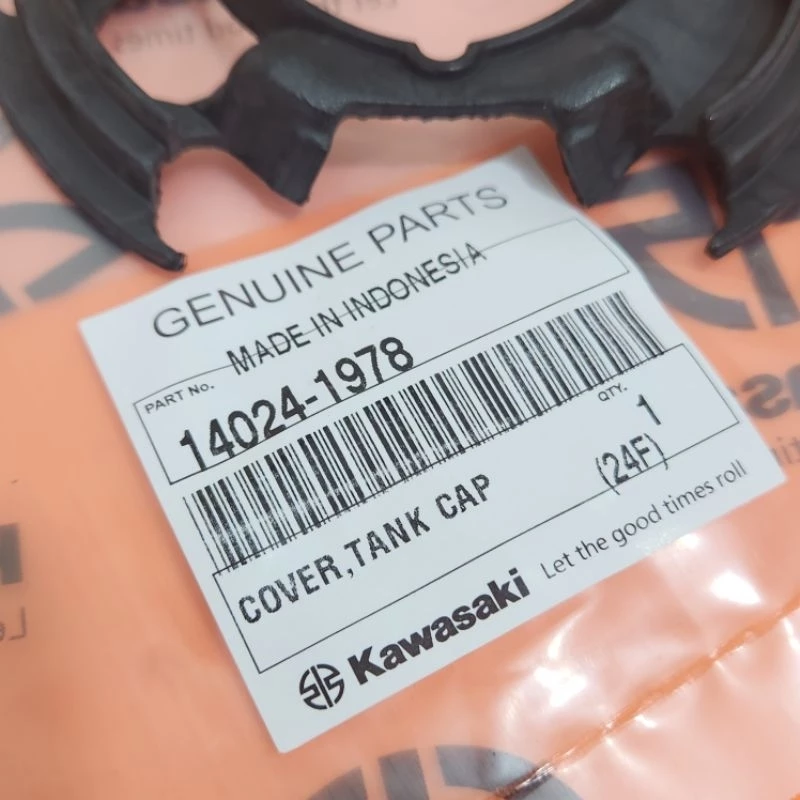 GENUINE PARTS
MADE IN INDONESIA
PART No.
14024-1978
QTY.
1
COVER,TANK CAP
(24F)
Kawasaki
Let the good times roll